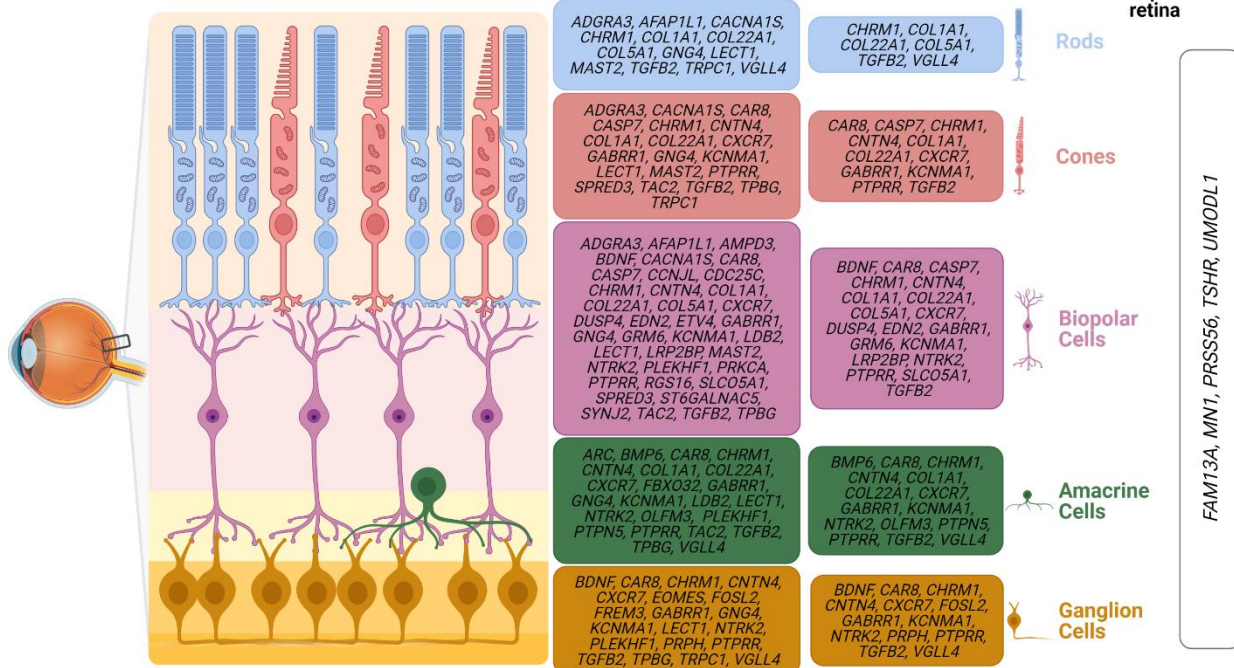 retina
ADGRA3, AFAP1L1, CACNA1S,
CHRM1, COL1A1, COL22A1,
COL5A1, GNG4, LECT1,
MAST2, TGFB2, TRPC1, VGLL4
CHRM1, COL1A1,
COL22A1, COL5A1,
TGFB2, VGLL4
Rods
ADGRA3, CACNA1S, CAR8,
CASP7, CHRM1, CNTN4,
COL1A1, COL22A1, CXCR7,
GABRR1, GNG4, KCNMA1,
LECT1, MAST2, PTPRR,
SPRED3, TAC2, TGFB2, TPBG,
TRPC1
CAR8, CASP7, CHRM1,
CNTN4, COL1A1,
COL22A1, CXCR7,
GABRR1, KCNMA1,
PTPRR, TGFB2
Cones
ADGRA3, AFAP1L1, AMPD3,
BDNF, CACNA1S, CAR8,
CASP7, CCNJL, CDC25C,
CHRM1, CNTN4, COL1A1,
COL22A1, COL5A1, CXCR7,
DUSP4, EDN2, ETV4, GABRR1,
GNG4, GRM6, KCNMA1, LDB2,
LECT1, LRP2BP, MAST2,
NTRK2, PLEKHF1, PRKCA,
PTPRR, RGS16, SLCO5A1,
SPRED3, ST6GALNAC5,
SYNJ2, TAC2, TGFB2, TPBG
BDNF, CAR8, CASP7,
CHRM1, CNTN4,
COL1A1, COL22A1,
COL5A1, CXCR7,
DUSP4, EDN2, GABRR1,
GRM6, KCNMA1,
LRP2BP, NTRK2,
PTPRR, SLCO5A1,
TGFB2
Biopolar
Cells
ARC, BMP6, CAR8, CHRM1,
CNTN4, COL1A1, COL22A1,
CXCR7, FBXO32, GABRR1,
GNG4, KCNMA1, LDB2, LECT1,
NTRK2, OLFM3, PLEKHF1,
PTPN5, PTPRR, TAC2, TGFB2,
TPBG, VGLL4
BMP6, CAR8, CHRM1,
CNTN4, COL1A1,
COL22A1, CXCR7,
GABRR1, KCNMA1,
NTRK2, OLFM3, PTPN5,
PTPRR, TGFB2, VGLL4
Amacrine
Cells
BDNF, CAR8, CHRM1, CNTN4,
CXCR7, EOMES, FOSL2,
FREM3, GABRR1, GNG4,
KCNMA1, LECT1, NTRK2,
PLEKHF1, PRPH, PTPRR,
TGFB2, TPBG, TRPC1, VGLL4
BDNF, CAR8, CHRM1,
CNTN4, CXCR7, FOSL2,
GABRR1, KCNMA1,
NTRK2, PRPH, PTPRR,
TGFB2, VGLL4
Ganglion
Cells
FAM13A, MN1, PRSS56, TSHR, UMODL1